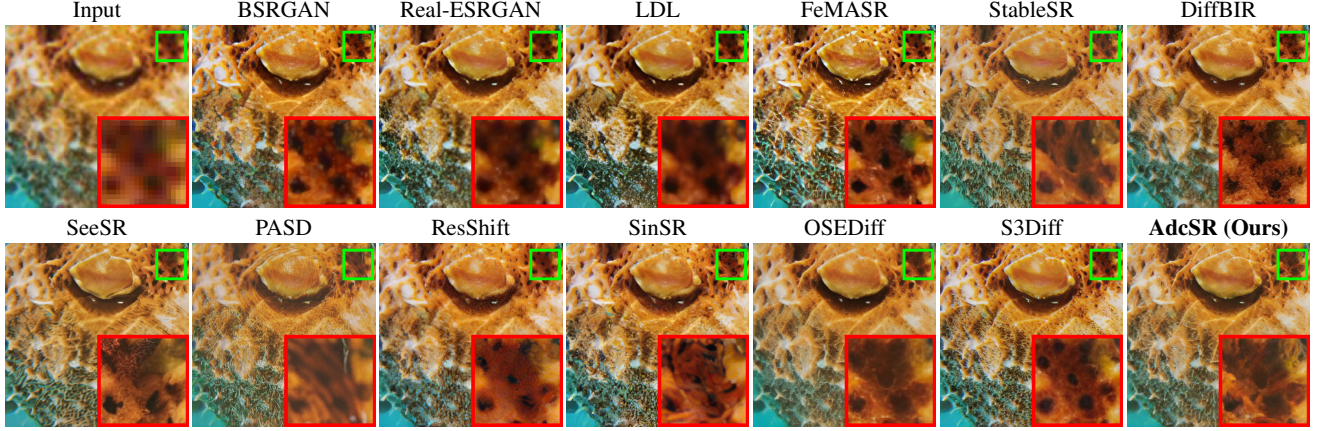 Input BSRGAN Real-ESRGAN LDL FeMASR StableSR DiffBIR
SeeSR PASD ResShift SinSR OSEDiff S3Diff AdcSR (Ours)